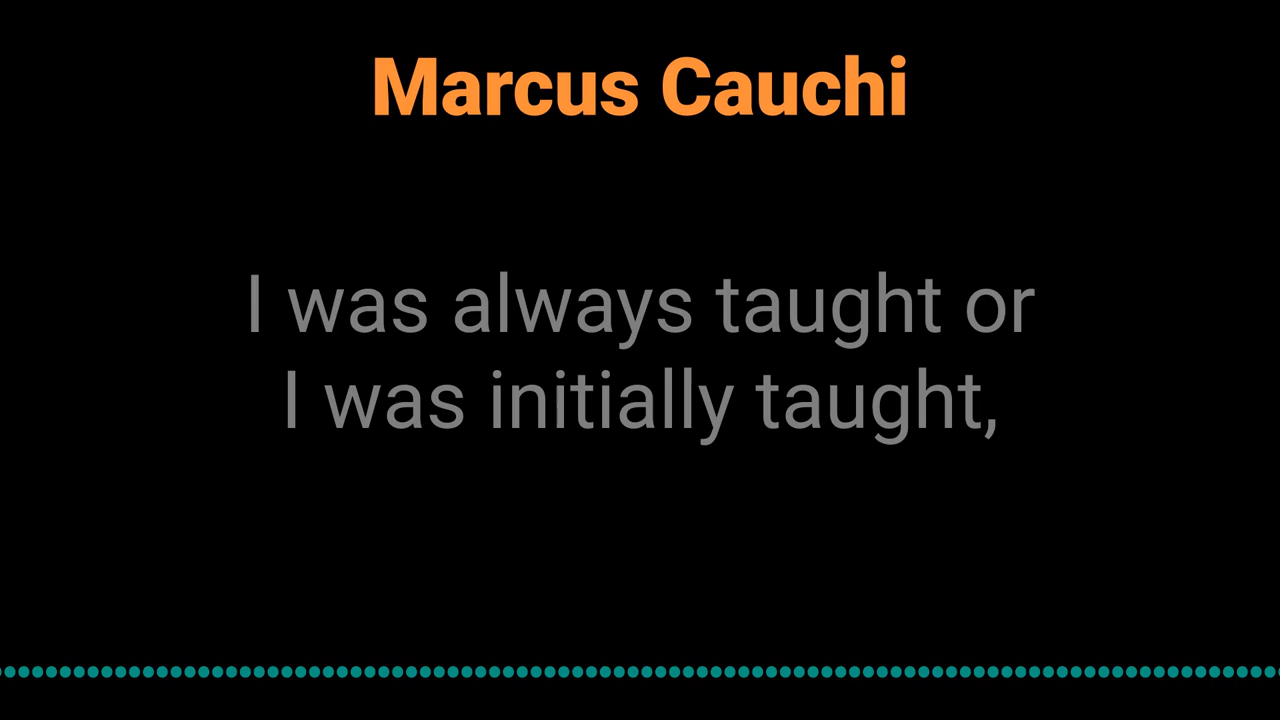 Marcus Cauchi
I was always taught or
I was initially taught,